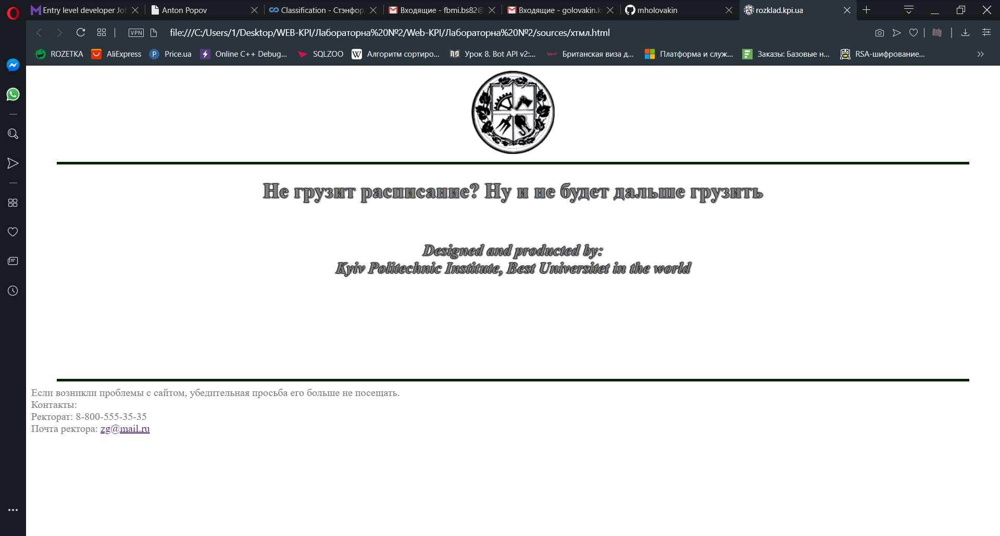 Entry level developer Jo
Anton Popov
Classification - Стэнфор
Входящие - fbmi.bs82@
Входящие - golovakin.k
mholovakin
rozklad.kpi.ua
VPN
file:///C:/Users/1/Desktop/WEB-KPI/Лабораторна%20№2/Web-KPI/Лабораторна%20№2/sources/хтмл.html
ROZETKA
AliExpress
Price.ua
Online C++ Debug...
SQLZOO
Алгоритм сортиро...
Урок 8. Bot API v2:...
Британская виза д...
Платформа и служ...
Заказы: Базовые н...
RSA-шифрование...
Не грузит расписание? Ну и не будет дальше грузить
Designed and producted by:
Kyiv Politechnic Institute, Best Universitet in the world
Если возникли проблемы с сайтом, убедительная просьба его больше не посещать.
Контакты:
Ректорат: 8-800-555-35-35
Почта ректора: zg@mail.ru